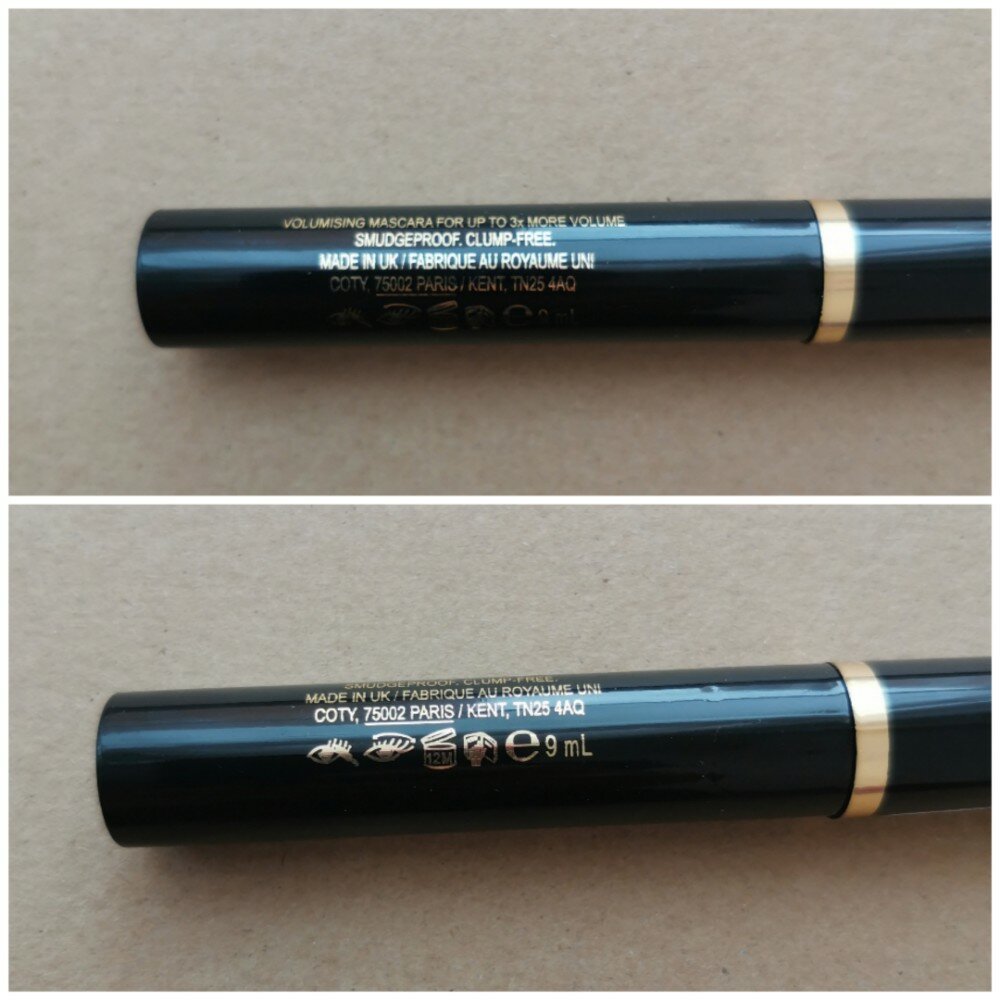 VOLUMISING MASCARA FOR UP TO 3x MORE VOLUME
SMUDGEPROOF. CLUMP-FREE.
MADE IN UK / FABRIQUE AU ROYAUME UNI
COTY, 75002 PARIS / KENT, TN25 4AQ
e 9 mL
SMUDGEPROOF. CLUMP-FREE.
MADE IN UK / FABRIQUE AU ROYAUME UNI
COTY, 75002 PARIS / KENT, TN25 4AQ
12M e 9 mL